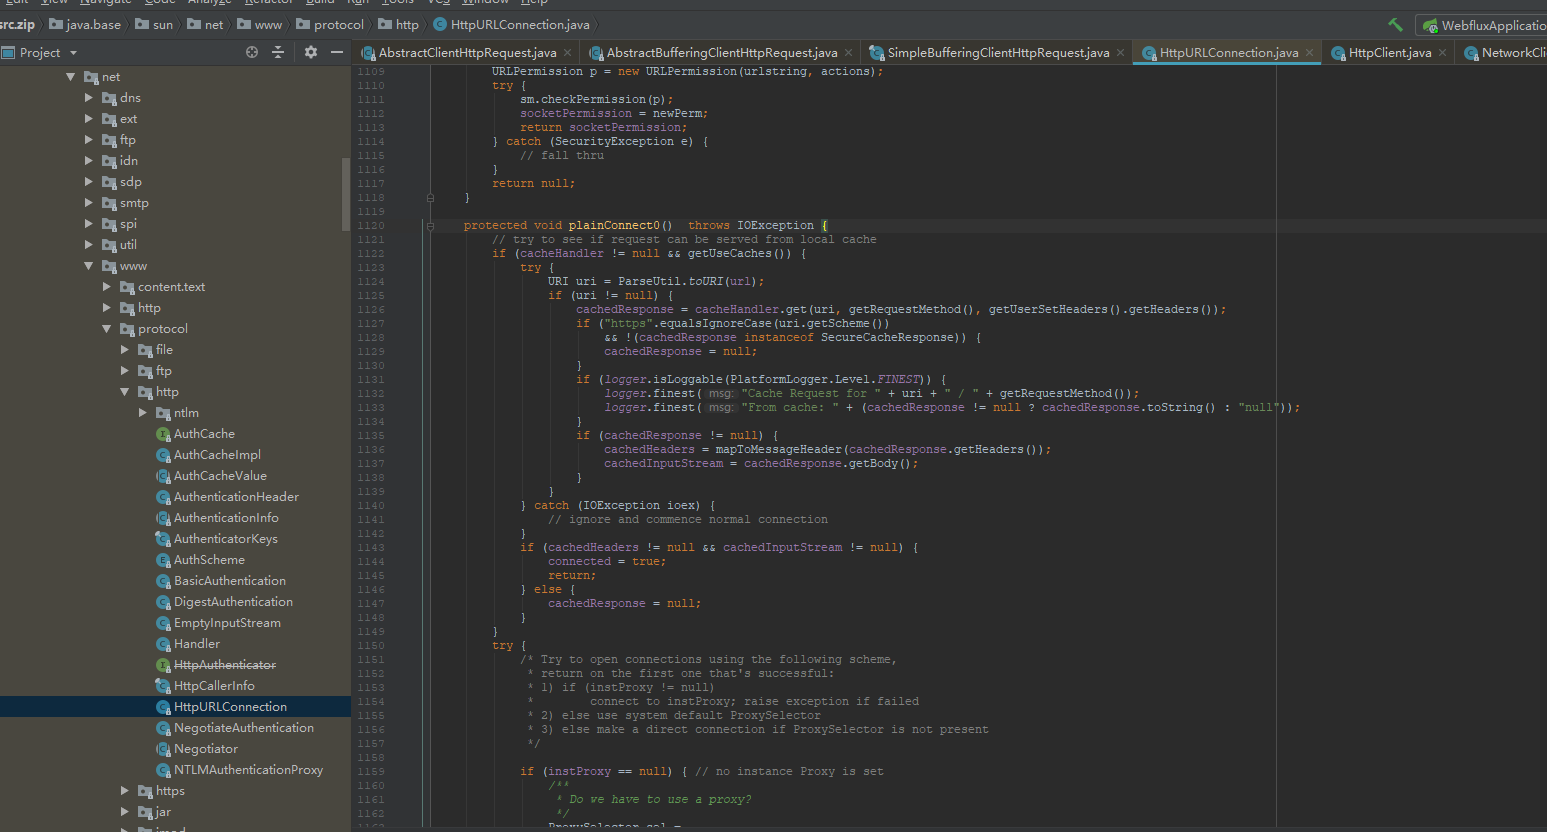 Edit View Navigate Code Analyze Refactor Build Run Tools VCS Window Help
src.zip java.base sun net www protocol http HttpURLConnection.java WebfluxApplicatio
Project AbstractClientHttpRequest.java AbstractBufferingClientHttpRequest.java SimpleBufferingClientHttpRequest.java HttpURLConnection.java HttpClient.java NetworkCli
net
dns
ext
ftp
idn
sdp
smtp
spi
util
www
content.text
http
protocol
file
ftp
http
ntlm
AuthCache
AuthCacheImpl
AuthCacheValue
AuthenticationHeader
AuthenticationInfo
AuthenticatorKeys
AuthScheme
BasicAuthentication
DigestAuthentication
EmptyInputStream
Handler
HttpAuthenticator
HttpCallerInfo
HttpURLConnection
NegotiateAuthentication
Negotiator
NTLMAuthenticationProxy
https
jar
1109 URLPermission p = new URLPermission(urlstring, actions);
1110 try {
1111 sm.checkPermission(p);
1112 socketPermission = newPerm;
1113 return socketPermission;
1114 } catch (SecurityException e) {
1115 // fall thru
1116 }
1117 return null;
1118 }
1119
1120 protected void plainConnect0()  throws IOException {
1121 // try to see if request can be served from local cache
1122 if (cacheHandler != null && getUseCaches()) {
1123 try {
1124 URI uri = ParseUtil.toURI(url);
1125 if (uri != null) {
1126 cachedResponse = cacheHandler.get(uri, getRequestMethod(), getUserSetHeaders().getHeaders());
1127 if ("https".equalsIgnoreCase(uri.getScheme())
1128 && !(cachedResponse instanceof SecureCacheResponse)) {
1129 cachedResponse = null;
1130 }
1131 if (logger.isLoggable(PlatformLogger.Level.FINEST)) {
1132 logger.finest( msg: "Cache Request for " + uri + " / " + getRequestMethod());
1133 logger.finest( msg: "From cache: " + (cachedResponse != null ? cachedResponse.toString() : "null"));
1134 }
1135 if (cachedResponse != null) {
1136 cachedHeaders = mapToMessageHeader(cachedResponse.getHeaders());
1137 cachedInputStream = cachedResponse.getBody();
1138 }
1139 }
1140 } catch (IOException ioex) {
1141 // ignore and commence normal connection
1142 }
1143 if (cachedHeaders != null && cachedInputStream != null) {
1144 connected = true;
1145 return;
1146 } else {
1147 cachedResponse = null;
1148 }
1149 }
1150 try {
1151 /* Try to open connections using the following scheme,
1152 * return on the first one that's successful:
1153 * 1) if (instProxy != null)
1154 *        connect to instProxy; raise exception if failed
1155 * 2) else use system default ProxySelector
1156 * 3) else make a direct connection if ProxySelector is not present
1157 */
1158
1159 if (instProxy == null) { // no instance Proxy is set
1160 /**
1161 * Do we have to use a proxy?
1162 */
1163 ProxySelector sel =